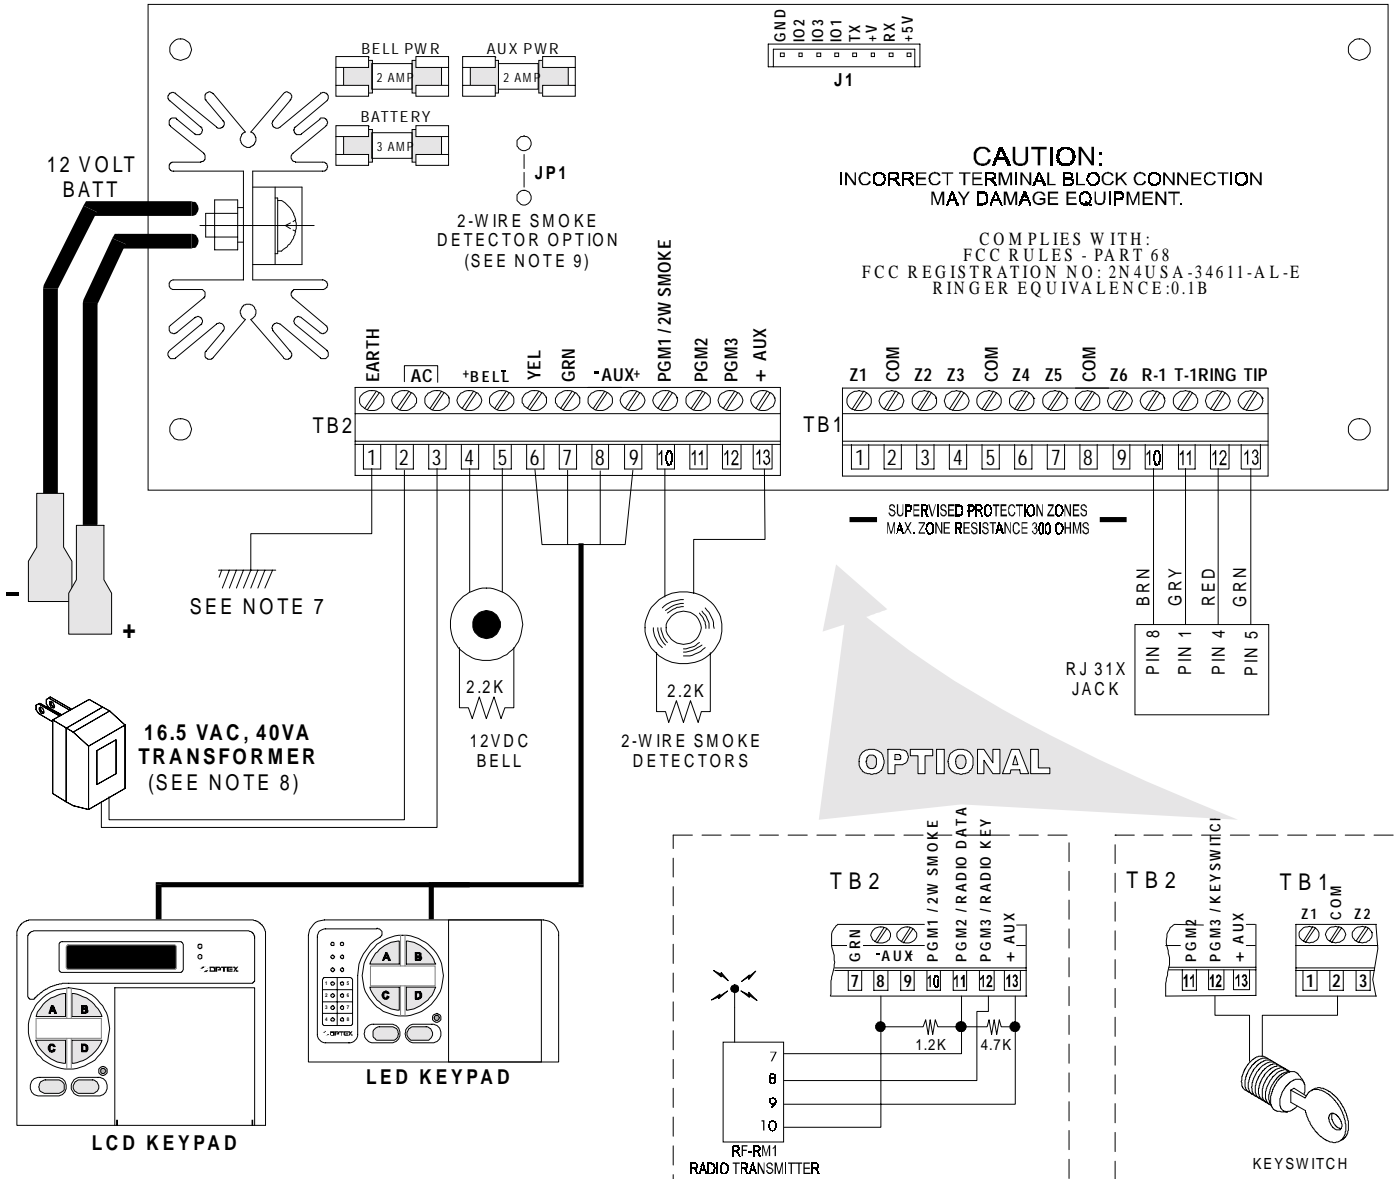 GND IO2 IO3 IO1 TX +V RX +5V
J1
BELL PWR
AUX PWR
2 AMP
2 AMP
BATTERY
3 AMP
12 VOLT
BATT
JP1
2-WIRE SMOKE
DETECTOR OPTION
(SEE NOTE 9)
CAUTION:
INCORRECT TERMINAL BLOCK CONNECTION
MAY DAMAGE EQUIPMENT.
COMPLIES WITH:
FCC RULES - PART 68
FCC REGISTRATION NO: 2N4USA-34611-AL-E
RINGER EQUIVALENCE:0.1B
EARTH AC +BELL YEL GRN -AUX+ PGM1 / 2W SMOKE PGM2 PGM3 + AUX
TB2
1 2 3 4 5 6 7 8 9 10 11 12 13
Z1 COM Z2 Z3 COM Z4 Z5 COM Z6 R-1 T-1 RING TIP
TB1
1 2 3 4 5 6 7 8 9 10 11 12 13
SUPERVISED PROTECTION ZONES
MAX. ZONE RESISTANCE 300 OHMS
-
+
SEE NOTE 7
BRN GRY RED GRN
PIN 8 PIN 1 PIN 4 PIN 5
RJ 31X
JACK
2.2K
12VDC
BELL
2.2K
2-WIRE SMOKE
DETECTORS
16.5 VAC, 40VA
TRANSFORMER
(SEE NOTE 8)
OPTIONAL
OPTEX
A B
C D
LCD KEYPAD
A B
C D
1 5
2 6
3 7
4 8
OPTEX
LED KEYPAD
TB2
GRN -AUX+ PGM1 / 2W SMOKE PGM2 / RADIO DATA PGM3 / RADIO KEY + AUX
7 8 9 10 11 12 13
1.2K
4.7K
7
8
9
10
RF-RM1
RADIO TRANSMITTER
TB2
PGM2 PGM3 / KEYSWITCH + AUX
11 12 13
TB1
Z1 COM Z2
1 2 3
KEYSWITCH